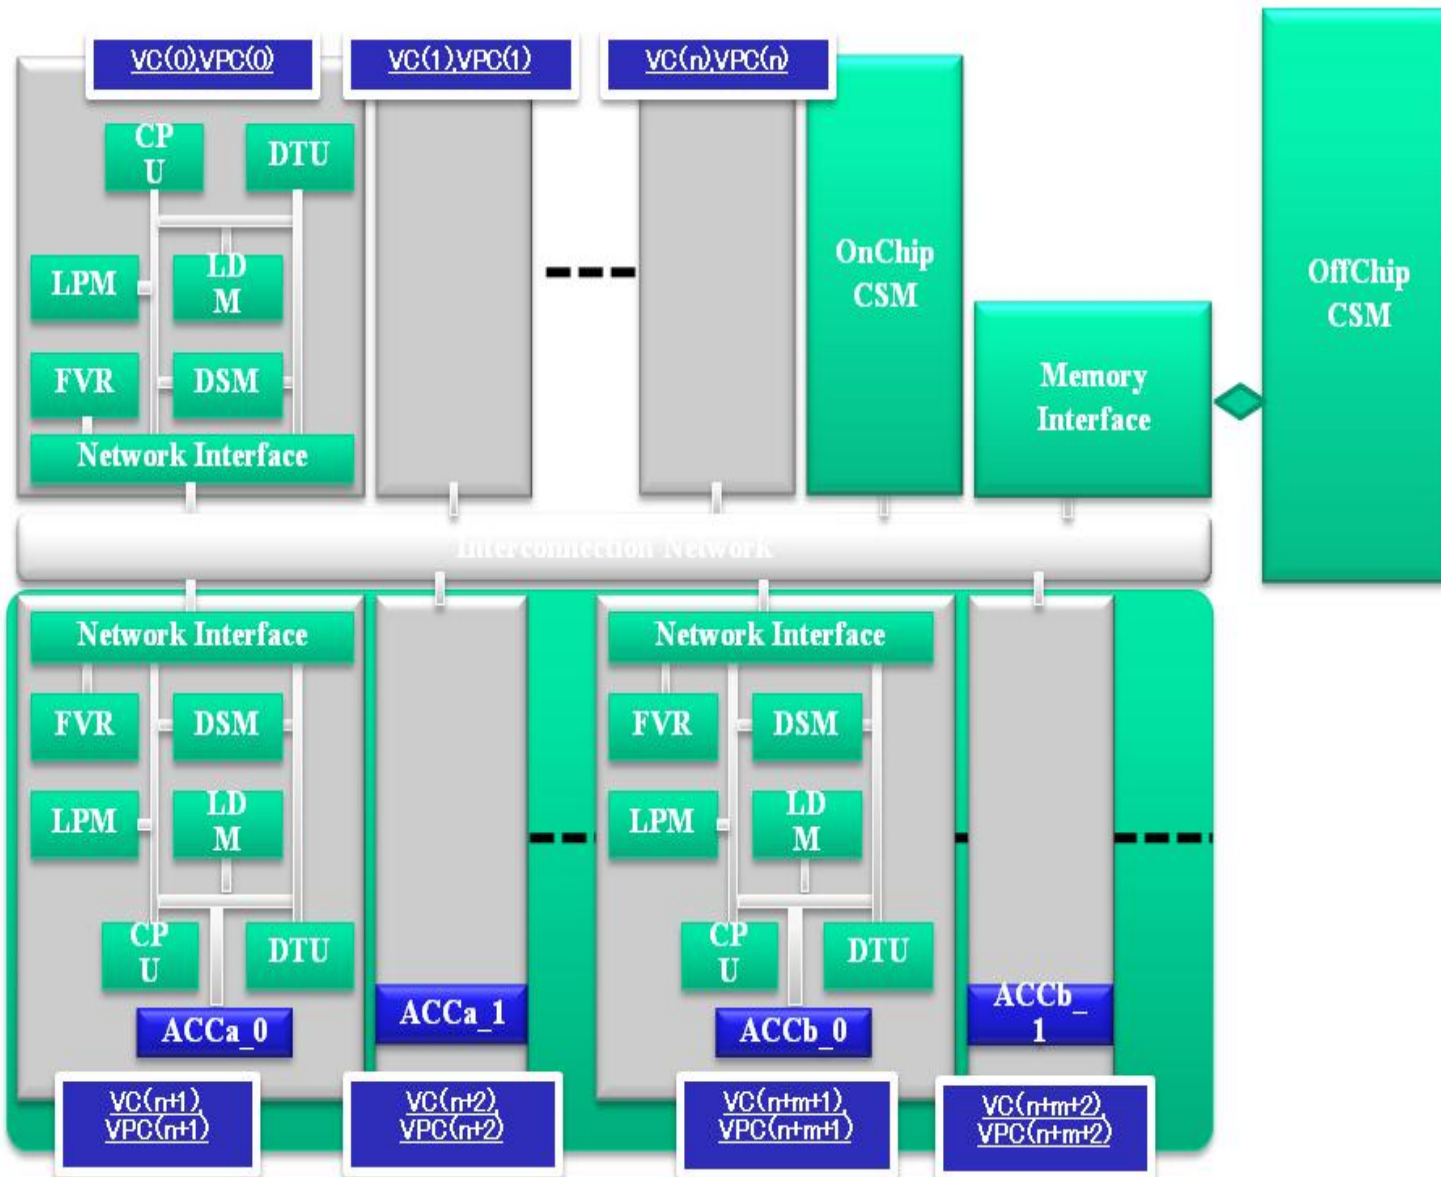 VC(0),VPC(0)
VC(1),VPC(1)
VC(n),VPC(n)
CP
U
DTU
LPM
LD
M
FVR
DSM
Network Interface
OnChip
CSM
Memory
Interface
OffChip
CSM
Interconnection Network
Network Interface
FVR
DSM
LPM
LD
M
CP
U
DTU
ACCa_0
ACCa_1
Network Interface
FVR
DSM
LPM
LD
M
CP
U
DTU
ACCb_0
ACCb_
1
VC(n+1),
VPC(n+1)
VC(n+2),
VPC(n+2)
VC(n+m+1),
VPC(n+m+1)
VC(n+m+2),
VPC(n+m+2)